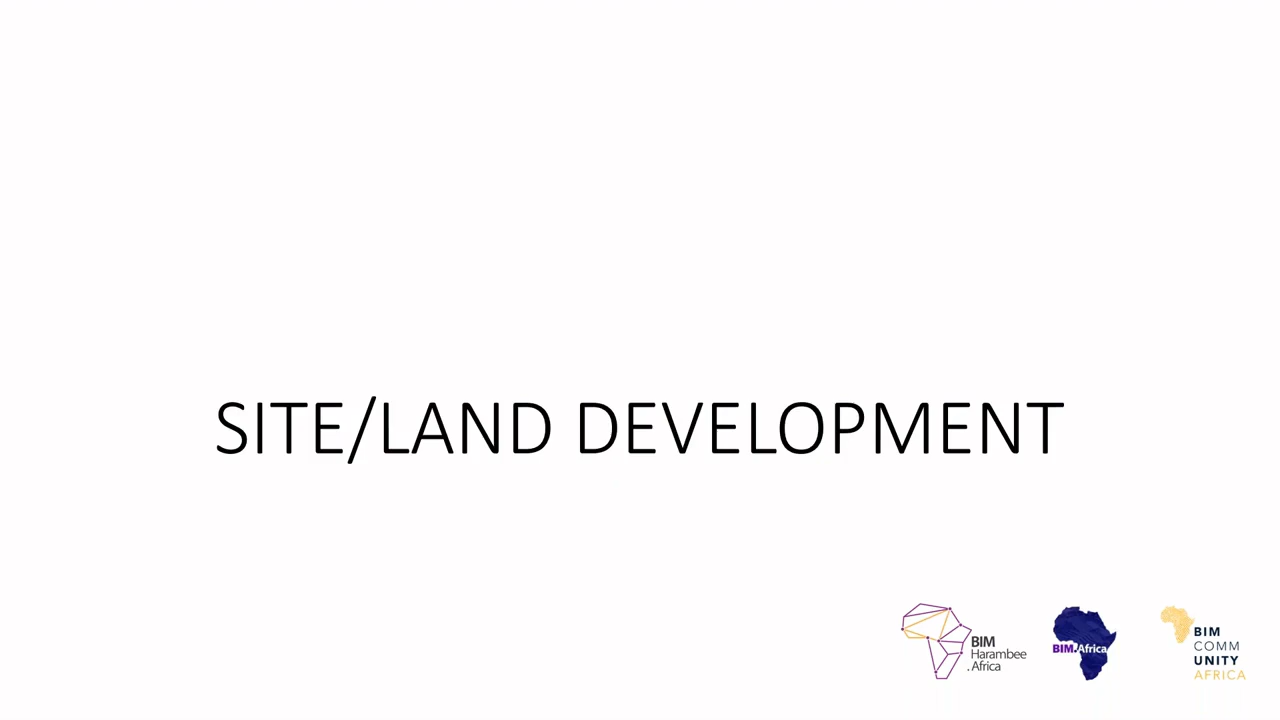 SITE/LAND DEVELOPMENT
BIM
Harambee
.Africa
BIM.Africa
BIM
COMM
UNITY
AFRICA